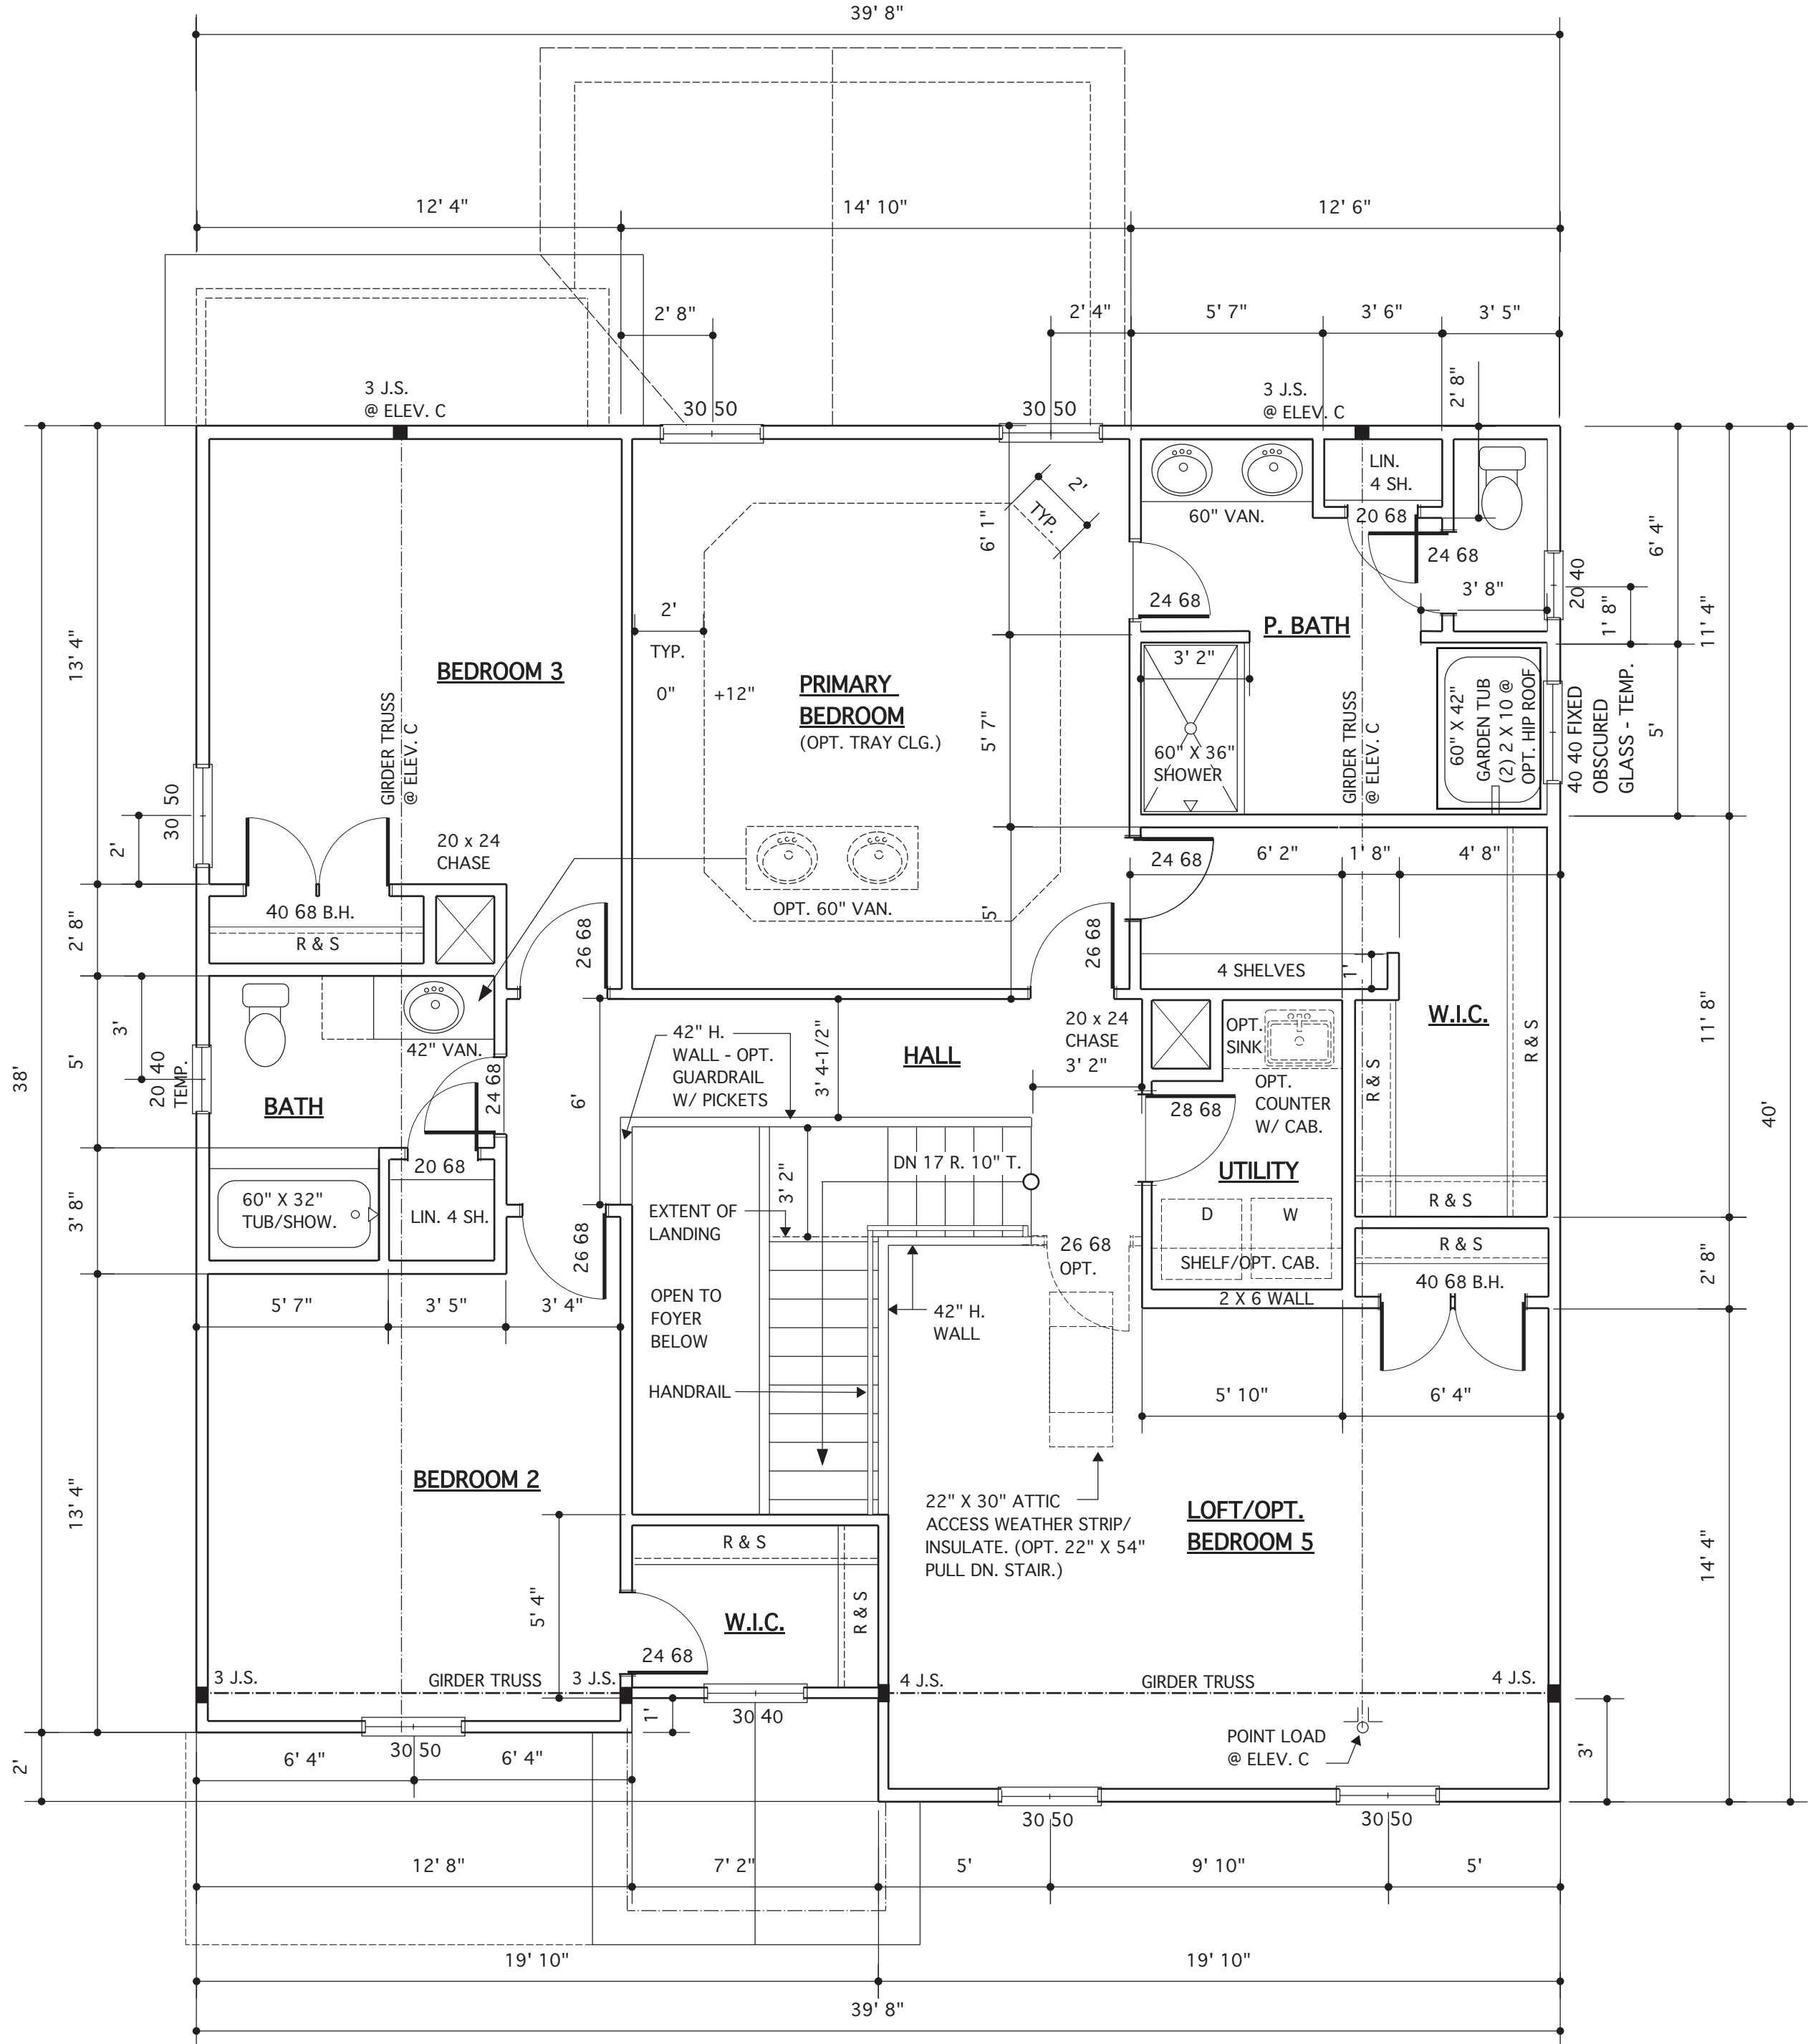 39' 8"
12' 4"
14' 10"
12' 6"
2' 8"
2' 4"
5' 7"
3' 6"
3' 5"
3 J.S.
@ ELEV. C
30 50
30 50
3 J.S.
@ ELEV. C
2' 8"
LIN.
4 SH.
60" VAN.
20 68
24 68
2'
TYP.
6' 1"
3' 8"
20 40
1' 8"
6' 4"
11' 4"
24 68
P. BATH
2'
TYP.
0"
+12"
13' 4"
BEDROOM 3
PRIMARY
BEDROOM
(OPT. TRAY CLG.)
5' 7"
3' 2"
60" X 36"
SHOWER
GIRDER TRUSS
@ ELEV. C
GIRDER TRUSS
@ ELEV. C
60" X 42"
GARDEN TUB
(2) 2 X 10 @
OPT. HIP ROOF
40 40 FIXED
OBSCURED
GLASS - TEMP.
5'
30 50
2'
20 x 24
CHASE
40 68 B.H.
R & S
2' 8"
26 68
OPT. 60" VAN.
5'
26 68
24 68
6' 2"
1' 8"
4' 8"
4 SHELVES
1'
W.I.C.
R & S
R & S
11' 8"
3'
5'
38'
20 40
TEMP.
42" VAN.
BATH
24 68
20 68
60" X 32"
TUB/SHOW.
LIN. 4 SH.
3' 8"
6'
26 68
42" H.
WALL - OPT.
GUARDRAIL
W/ PICKETS
3' 4-1/2"
HALL
20 x 24
CHASE
3' 2"
OPT.
SINK
OPT.
COUNTER
W/ CAB.
28 68
UTILITY
D
W
SHELF/OPT. CAB.
2 X 6 WALL
R & S
R & S
40 68 B.H.
2' 8"
40'
DN 17 R. 10" T.
3' 2"
EXTENT OF
LANDING
26 68
OPT.
OPEN TO
FOYER
BELOW
42" H.
WALL
HANDRAIL
5' 7"
3' 5"
3' 4"
5' 10"
6' 4"
13' 4"
BEDROOM 2
22" X 30" ATTIC
ACCESS WEATHER STRIP/
INSULATE. (OPT. 22" X 54"
PULL DN. STAIR.)
LOFT/OPT.
BEDROOM 5
14' 4"
R & S
R & S
5' 4"
W.I.C.
24 68
3 J.S.
GIRDER TRUSS
3 J.S.
4 J.S.
GIRDER TRUSS
4 J.S.
1'
30 40
POINT LOAD
@ ELEV. C
3'
2'
6' 4"
30 50
6' 4"
30 50
30 50
12' 8"
7' 2"
5'
9' 10"
5'
19' 10"
19' 10"
39' 8"